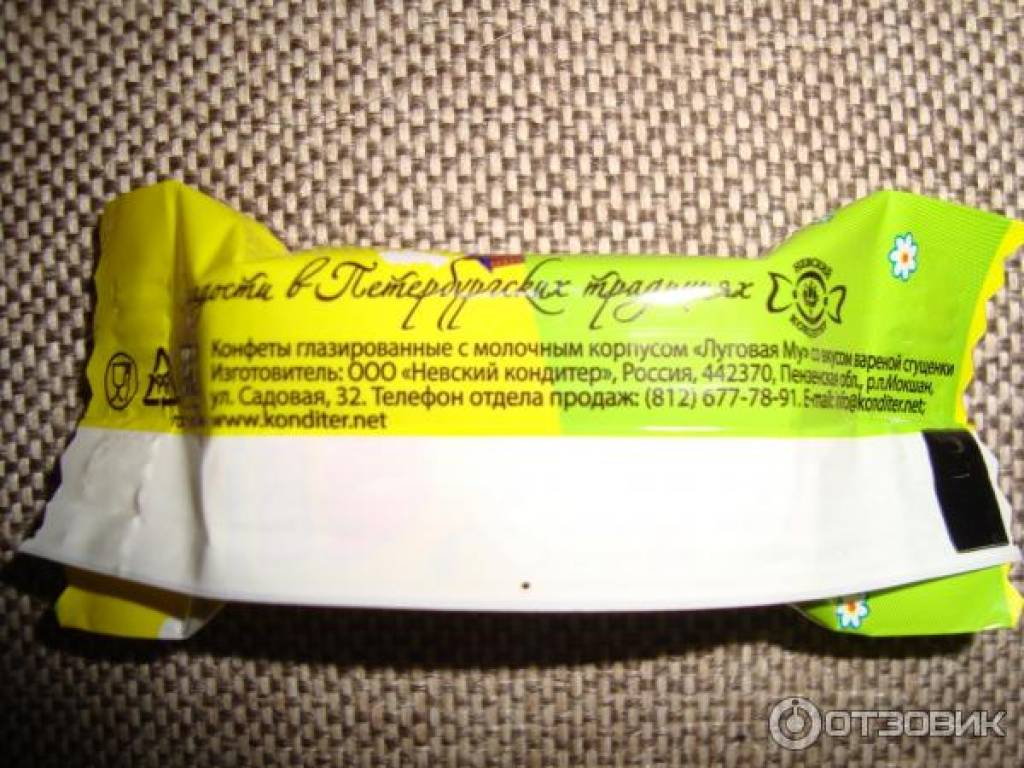 в Петербургских традициях
НЕВСКИЙ
КОНДИТЕР
Конфеты глазированные с молочным корпусом «Луговая Му» со вкусом вареной сгущенки
Изготовитель: ООО «Невский кондитер», Россия, 442370, Пензенская обл., р.п.Мокшан,
ул. Садовая, 32. Телефон отдела продаж: (812) 677-78-91. E-mail: info@konditer.net;
www.konditer.net
ОТЗОВИК